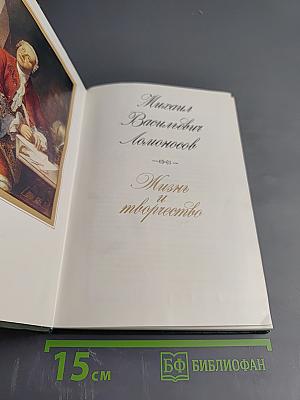 Михаил
Васильевич
Ломоносов
Жизнь
и
творчество
15 см
БФ БИБЛИОФАН